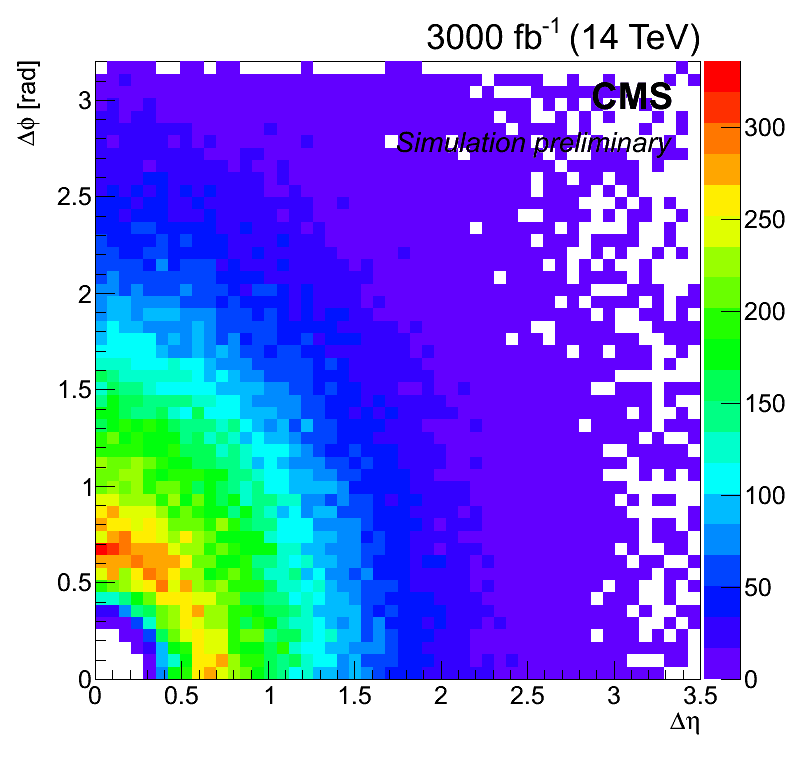 3000 fb-1 (14 TeV)
Δφ [rad]
CMS
Simulation preliminary
3
2.5
2
1.5
1
0.5
0
0 0.5 1 1.5 2 2.5 3 3.5
Δη
300
250
200
150
100
50
0